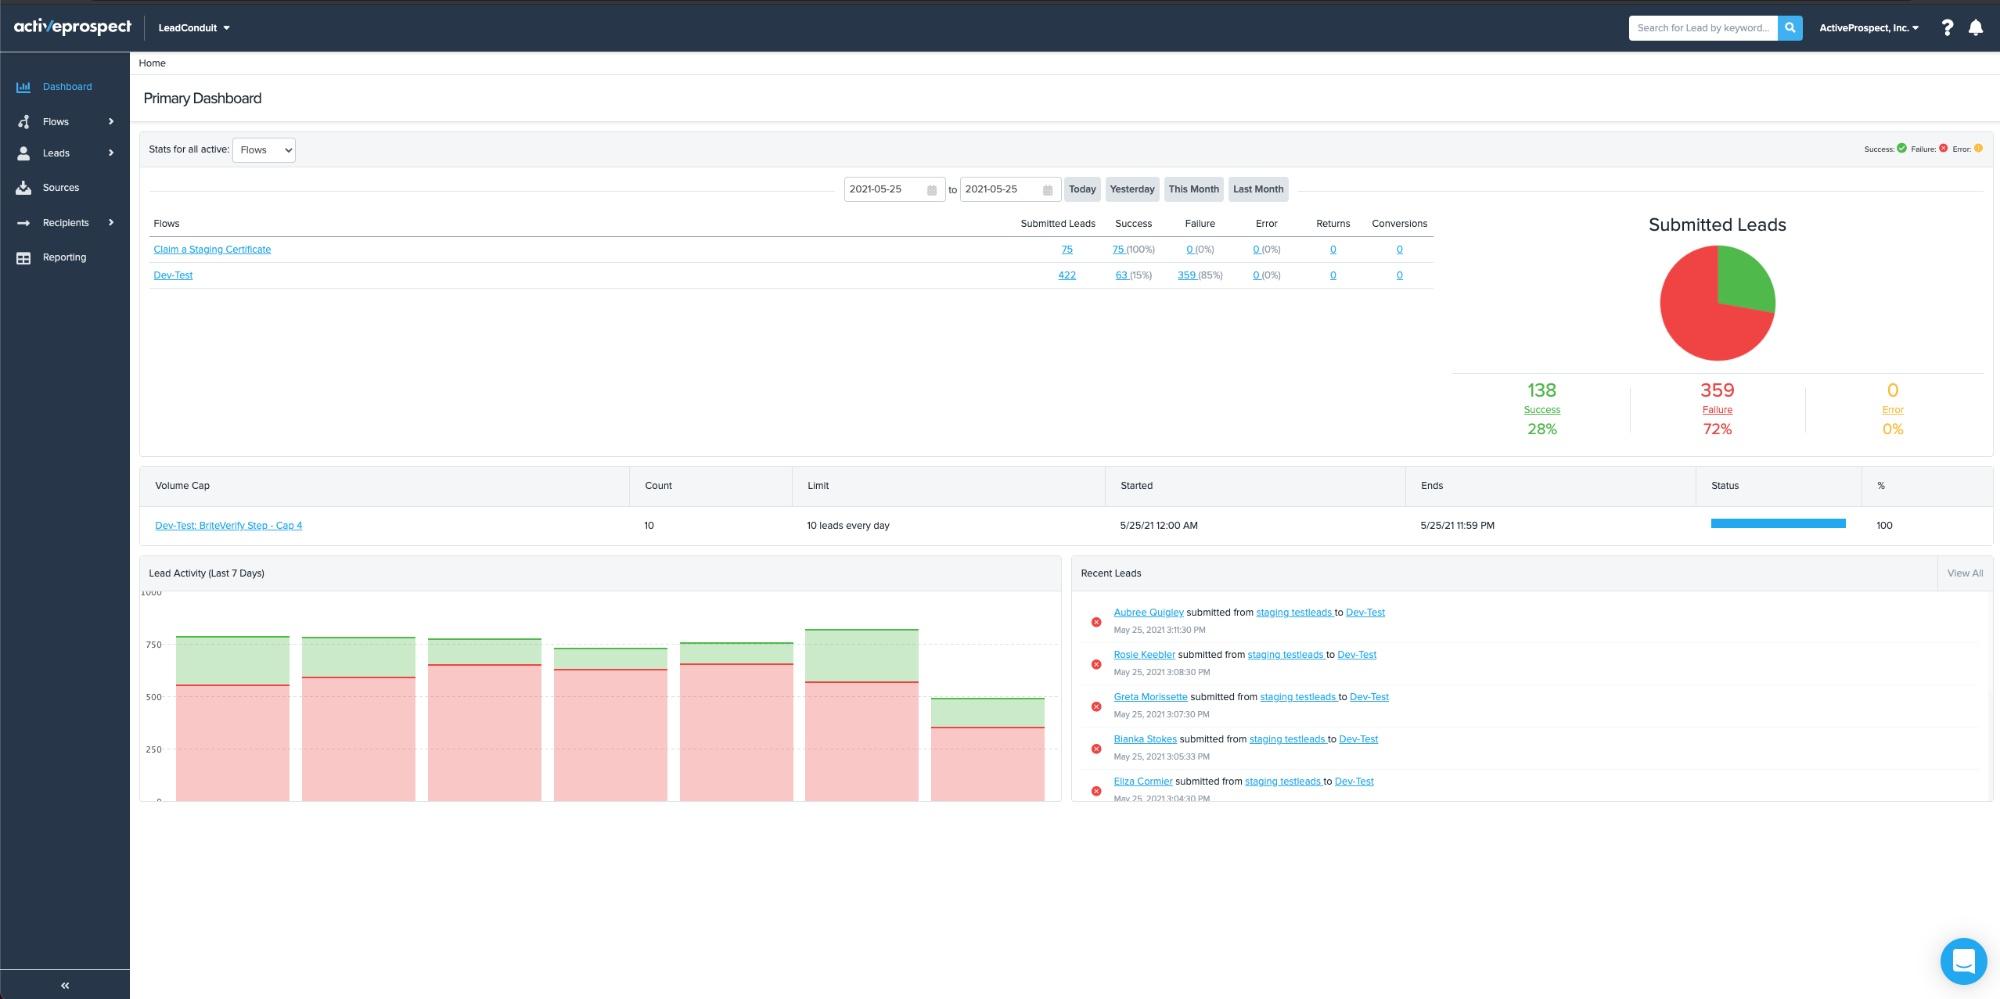 activeprospect
LeadConduit
Search for Lead by keyword...
ActiveProspect, Inc.
?
Dashboard
Flows
Leads
Sources
Recipients
Reporting
«
Home
Primary Dashboard
Stats for all active: Flows
Success: Failure: Error:
2021-05-25 to 2021-05-25 Today Yesterday This Month Last Month
Flows Submitted Leads Success Failure Error Returns Conversions
Claim a Staging Certificate 75 75 (100%) 0 (0%) 0 (0%) 0 0
Dev-Test 422 63 (15%) 359 (85%) 0 (0%) 0 0
Submitted Leads
138 359 0
Success Failure Error
28% 72% 0%
Volume Cap Count Limit Started Ends Status %
Dev-Test: BriteVerify Step - Cap 4 10 10 leads every day 5/25/21 12:00 AM 5/25/21 11:59 PM 100
Lead Activity (Last 7 Days)
1000
750
500
250
0
Recent Leads View All
Aubree Quigley submitted from staging testleads to Dev-Test
May 25, 2021 3:11:30 PM
Rosie Keebler submitted from staging testleads to Dev-Test
May 25, 2021 3:08:30 PM
Greta Morissette submitted from staging testleads to Dev-Test
May 25, 2021 3:07:30 PM
Bianka Stokes submitted from staging testleads to Dev-Test
May 25, 2021 3:05:33 PM
Eliza Cormier submitted from staging testleads to Dev-Test
May 25, 2021 3:04:30 PM